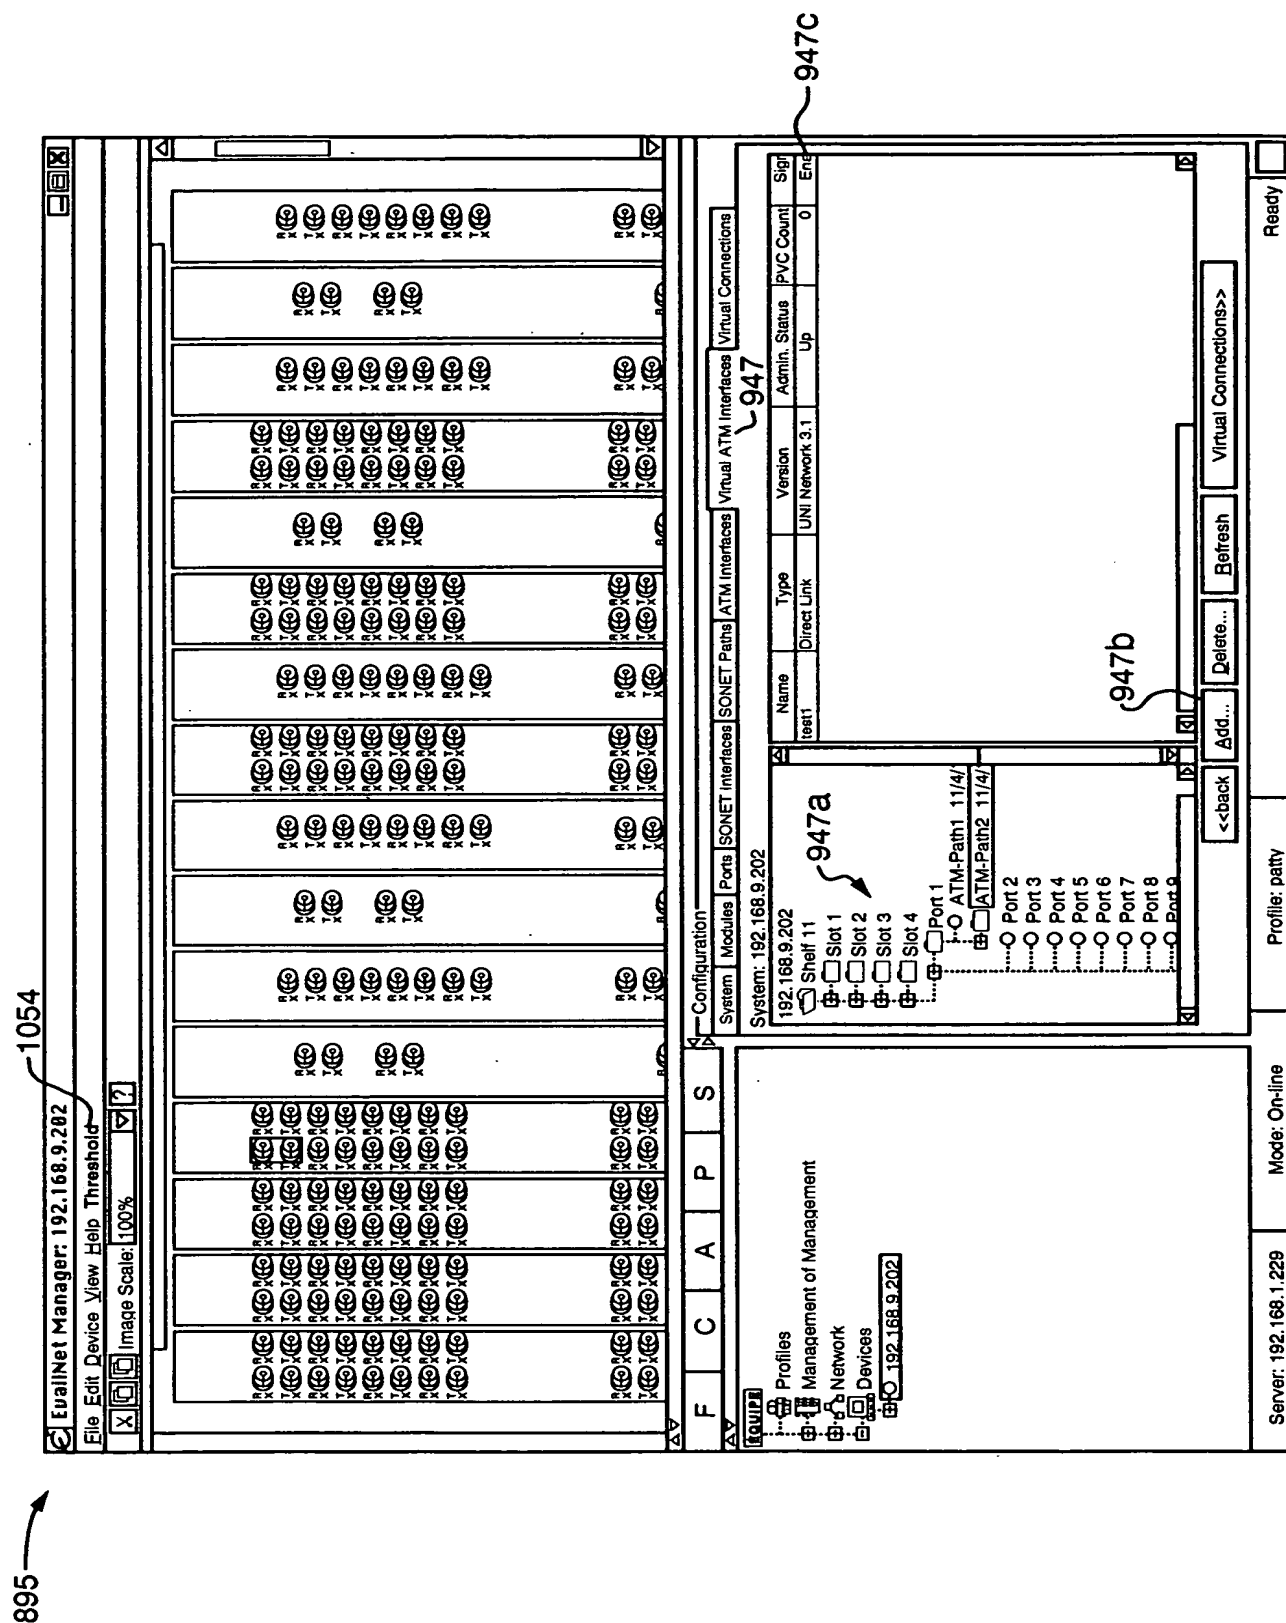 895
1054
EvallNet Manager: 192.168.9.202
File Edit Device View Help Threshold
Image Scale: 100% ?
F C A P S
EQUIPE
Profiles
Management of Management
Network
Devices
192.168.9.202
Configuration
System Modules Ports SONET Interfaces SONET Paths ATM Interfaces Virtual ATM Interfaces Virtual Connections
947
System: 192.168.9.202
192.168.9.202
Shelf 11
947a
Slot 1
Slot 2
Slot 3
Slot 4
Port 1
ATM-Path1 11/4/
ATM-Path2 11/4/
Port 2
Port 3
Port 4
Port 5
Port 6
Port 7
Port 8
Port 9
Name Type Version Admin. Status PVC Count Sigr
test1 Direct Link UNI Network 3.1 Up 0 Ena
947c
947b
<<back Add... Delete... Refresh Virtual Connections>>
Server: 192.168.1.229 Mode: On-line Profile: patty Ready